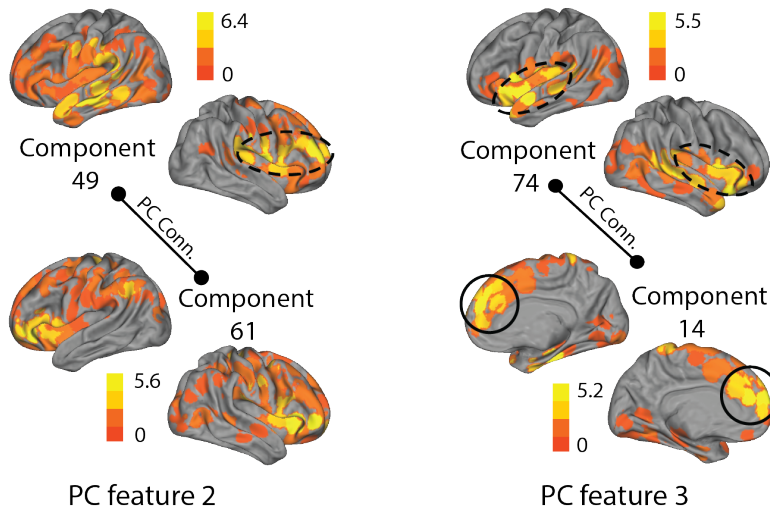 6.4
0
Component
49
PC Conn.
Component
61
5.6
0
PC feature 2
5.5
0
Component
74
PC Conn.
Component
14
5.2
0
PC feature 3